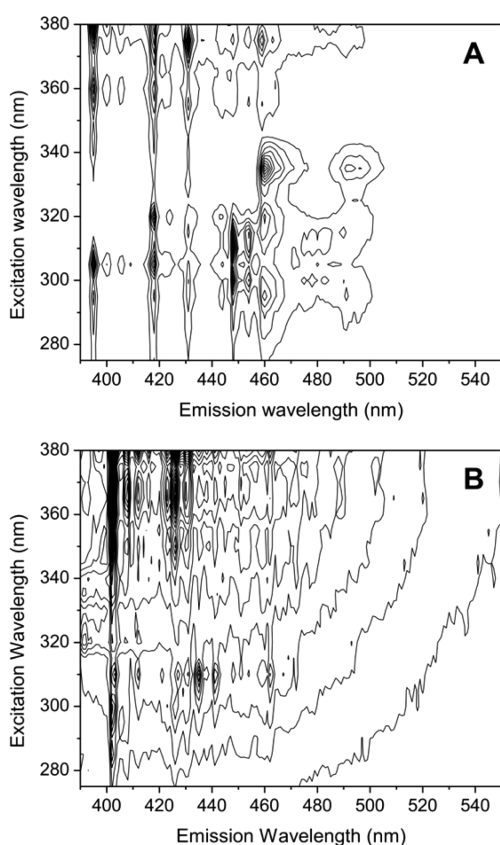 A
380
360
340
320
300
280
Excitation wavelength (nm)
400 420 440 460 480 500 520 540
Emission wavelength (nm)
B
380
360
340
320
300
280
Excitation Wavelength (nm)
400 420 440 460 480 500 520 540
Emission Wavelength (nm)